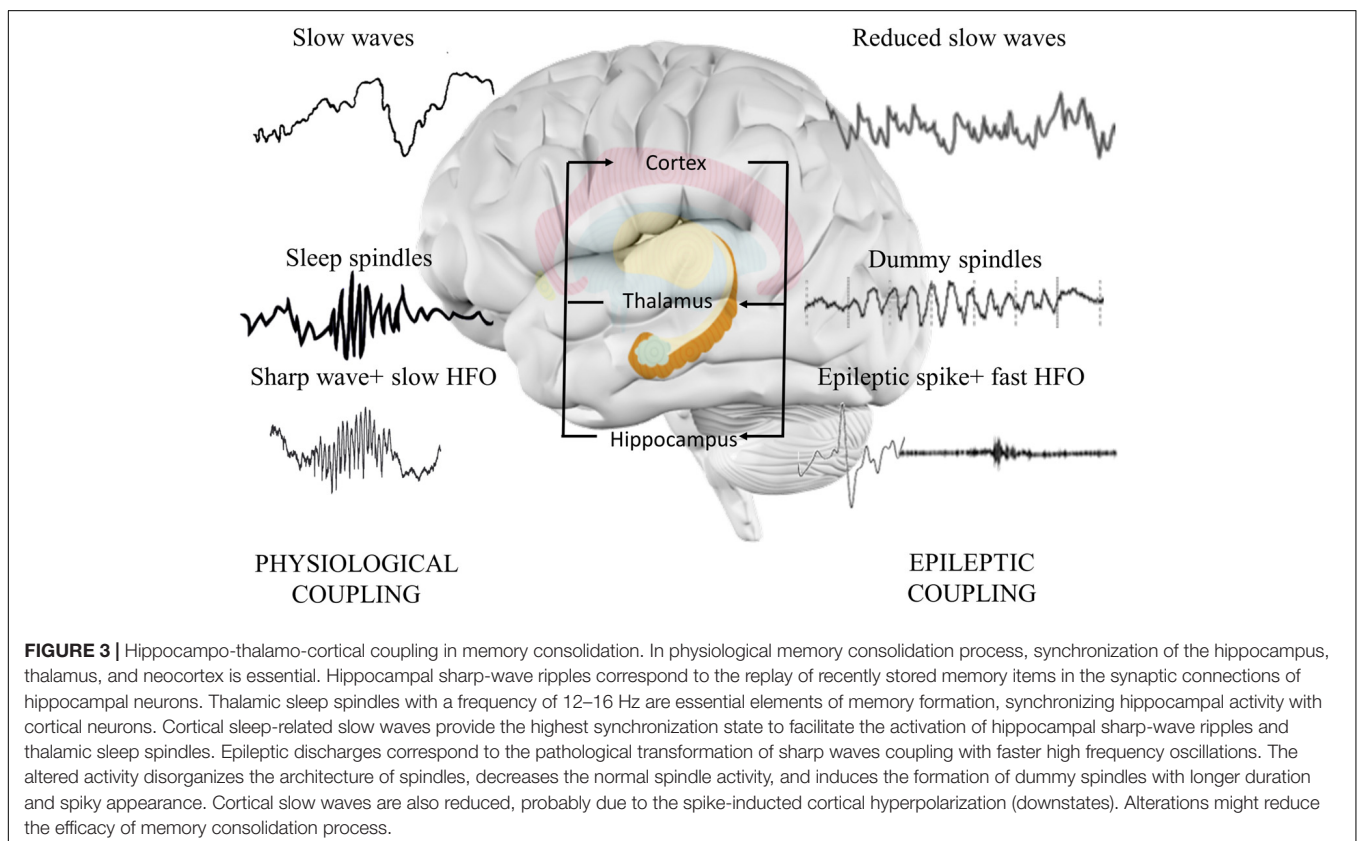 Slow waves
Reduced slow waves
Cortex
Sleep spindles
Dummy spindles
Thalamus
Sharp wave+ slow HFO
Epileptic spike+ fast HFO
Hippocampus
PHYSIOLOGICAL
COUPLING
EPILEPTIC
COUPLING
FIGURE 3 | Hippocampo-thalamo-cortical coupling in memory consolidation. In physiological memory consolidation process, synchronization of the hippocampus,
thalamus, and neocortex is essential. Hippocampal sharp-wave ripples correspond to the replay of recently stored memory items in the synaptic connections of
hippocampal neurons. Thalamic sleep spindles with a frequency of 12–16 Hz are essential elements of memory formation, synchronizing hippocampal activity with
cortical neurons. Cortical sleep-related slow waves provide the highest synchronization state to facilitate the activation of hippocampal sharp-wave ripples and
thalamic sleep spindles. Epileptic discharges correspond to the pathological transformation of sharp waves coupling with faster high frequency oscillations. The
altered activity disorganizes the architecture of spindles, decreases the normal spindle activity, and induces the formation of dummy spindles with longer duration
and spiky appearance. Cortical slow waves are also reduced, probably due to the spike-inducted cortical hyperpolarization (downstates). Alterations might reduce
the efficacy of memory consolidation process.